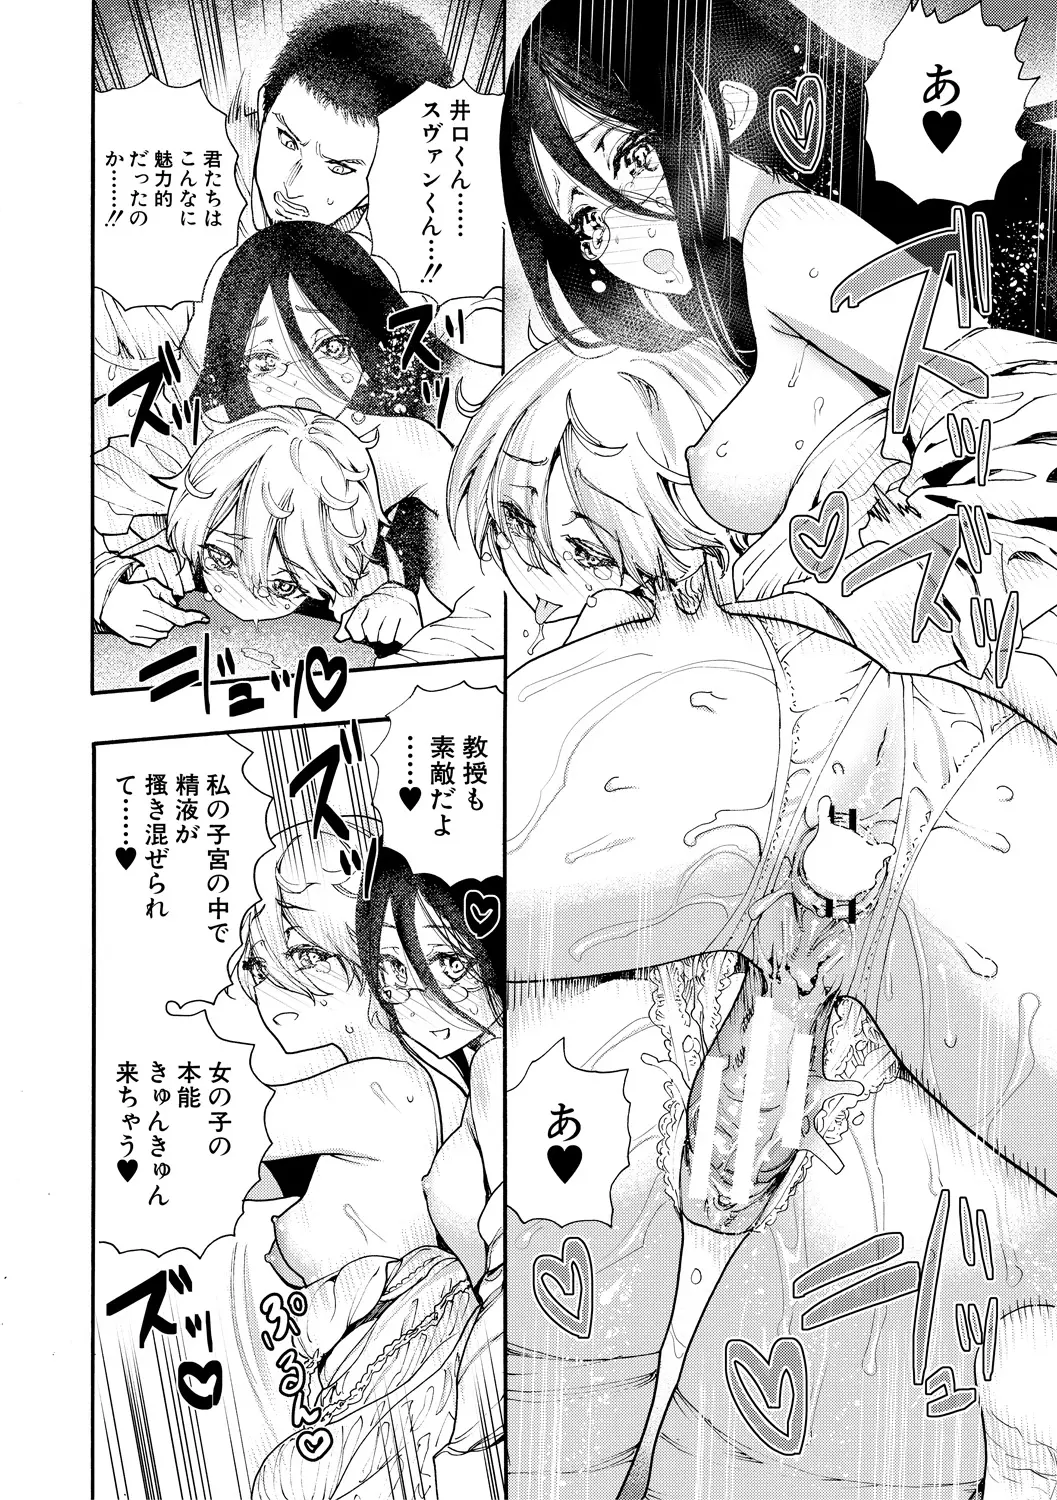 あ♥
ズッ
ズッ
あ♥
ジュッ
井口くん……
スヴァンくん…!!
君たちは
こんなに
魅力的
だったの
か……!!
ズッ
ズッ
ジュッ♡
教授も
素敵だよ
……♥
ズッ
私の子宮の中で
精液が
掻き混ぜられ
て……♥
女の子の
本能
きゅんきゅん
来ちゃう♥
ズッ♥
ぷるん♡